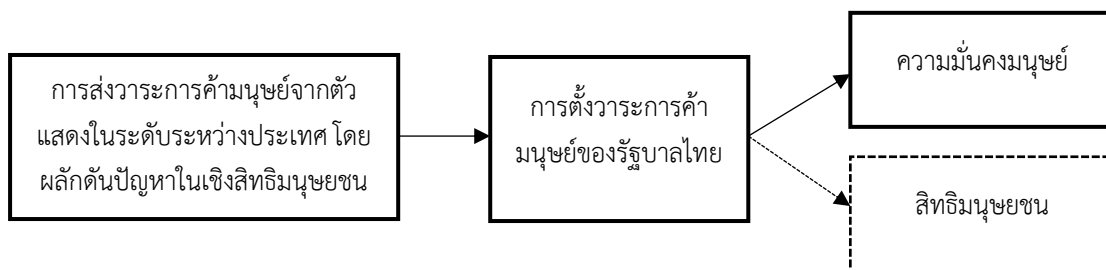 การส่งวาระการค้ามนุษย์จากตัว
แสดงในระดับระหว่างประเทศ โดย
ผลักดันปัญหาในเชิงสิทธิมนุษยชน
การตั้งวาระการค้า
มนุษย์ของรัฐบาลไทย
ความมั่นคงมนุษย์
สิทธิมนุษยชน